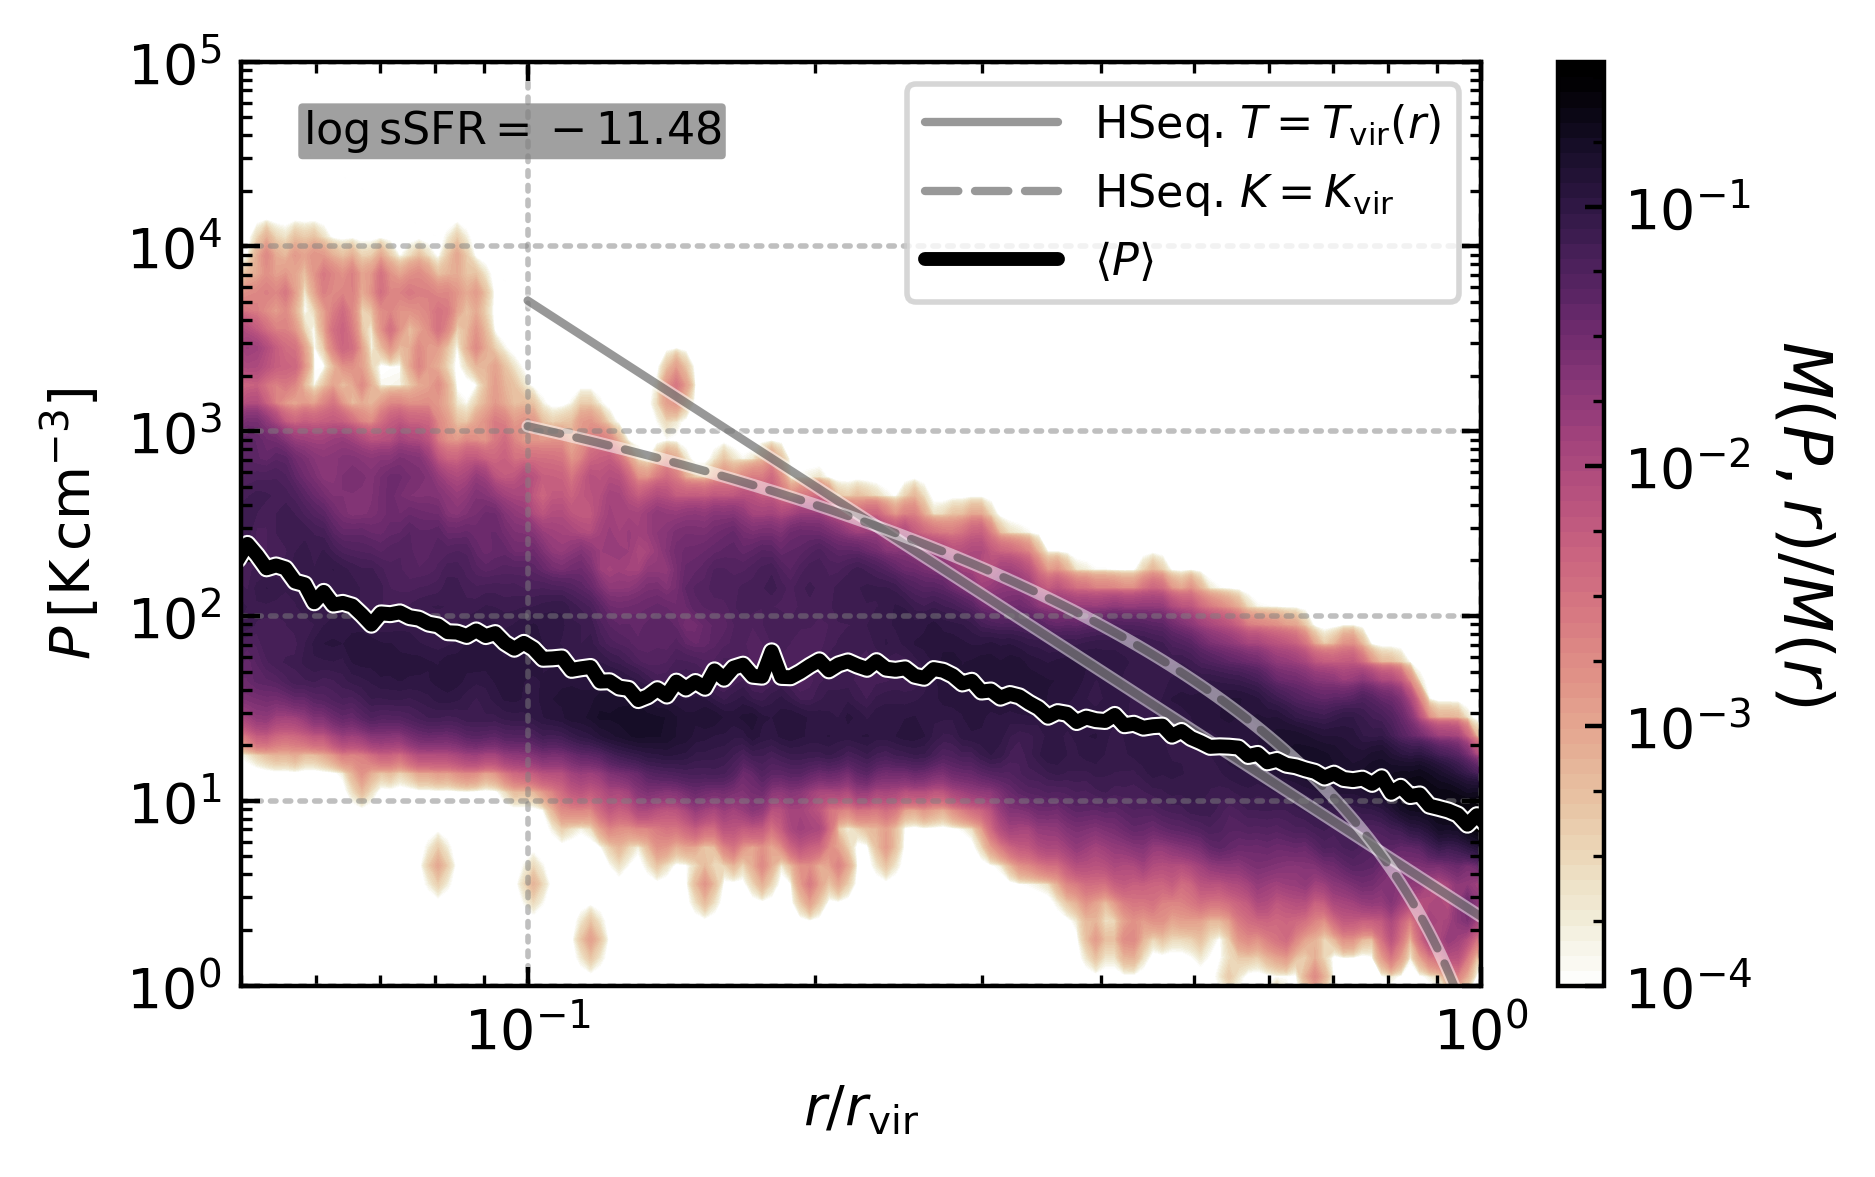 log sSFR = −11.48
HSeq. T = T_vir(r)
HSeq. K = K_vir
⟨P⟩
10^5
10^4
10^3
10^2
10^1
10^0
P [K cm^−3]
10^−1
10^0
r/r_vir
10^−1
10^−2
10^−3
10^−4
M(P, r)/M(r)